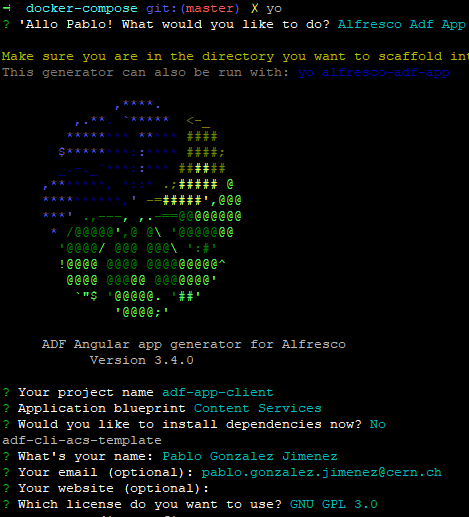 docker-compose git:(master) X yo
? 'Allo Pablo! What would you like to do? Alfresco Adf App
Make sure you are in the directory you want to scaffold int
This generator can also be run with: yo alfresco-adf-app
ADF Angular app generator for Alfresco
Version 3.4.0
? Your project name adf-app-client
? Application blueprint Content Services
? Would you like to install dependencies now? No
adf-cli-acs-template
? What's your name: Pablo Gonzalez Jimenez
? Your email (optional): pablo.gonzalez.jimenez@cern.ch
? Your website (optional):
? Which license do you want to use? GNU GPL 3.0